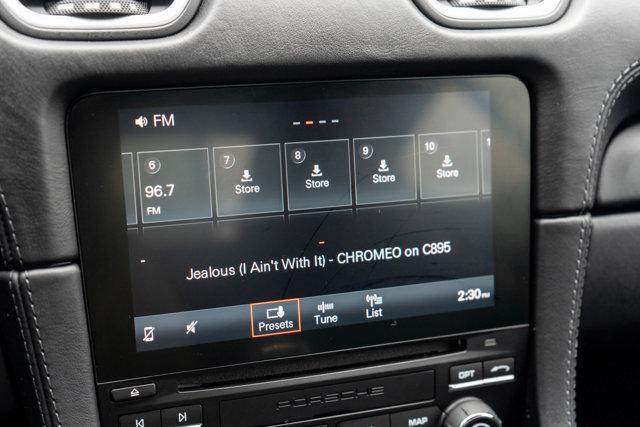 FM
6
96.7
FM
7
Store
8
Store
9
Store
10
Store
Jealous (I Ain't With It) - CHROMEO on C895
Presets
Tune
List
2:30PM
PORSCHE
OPT
MAP